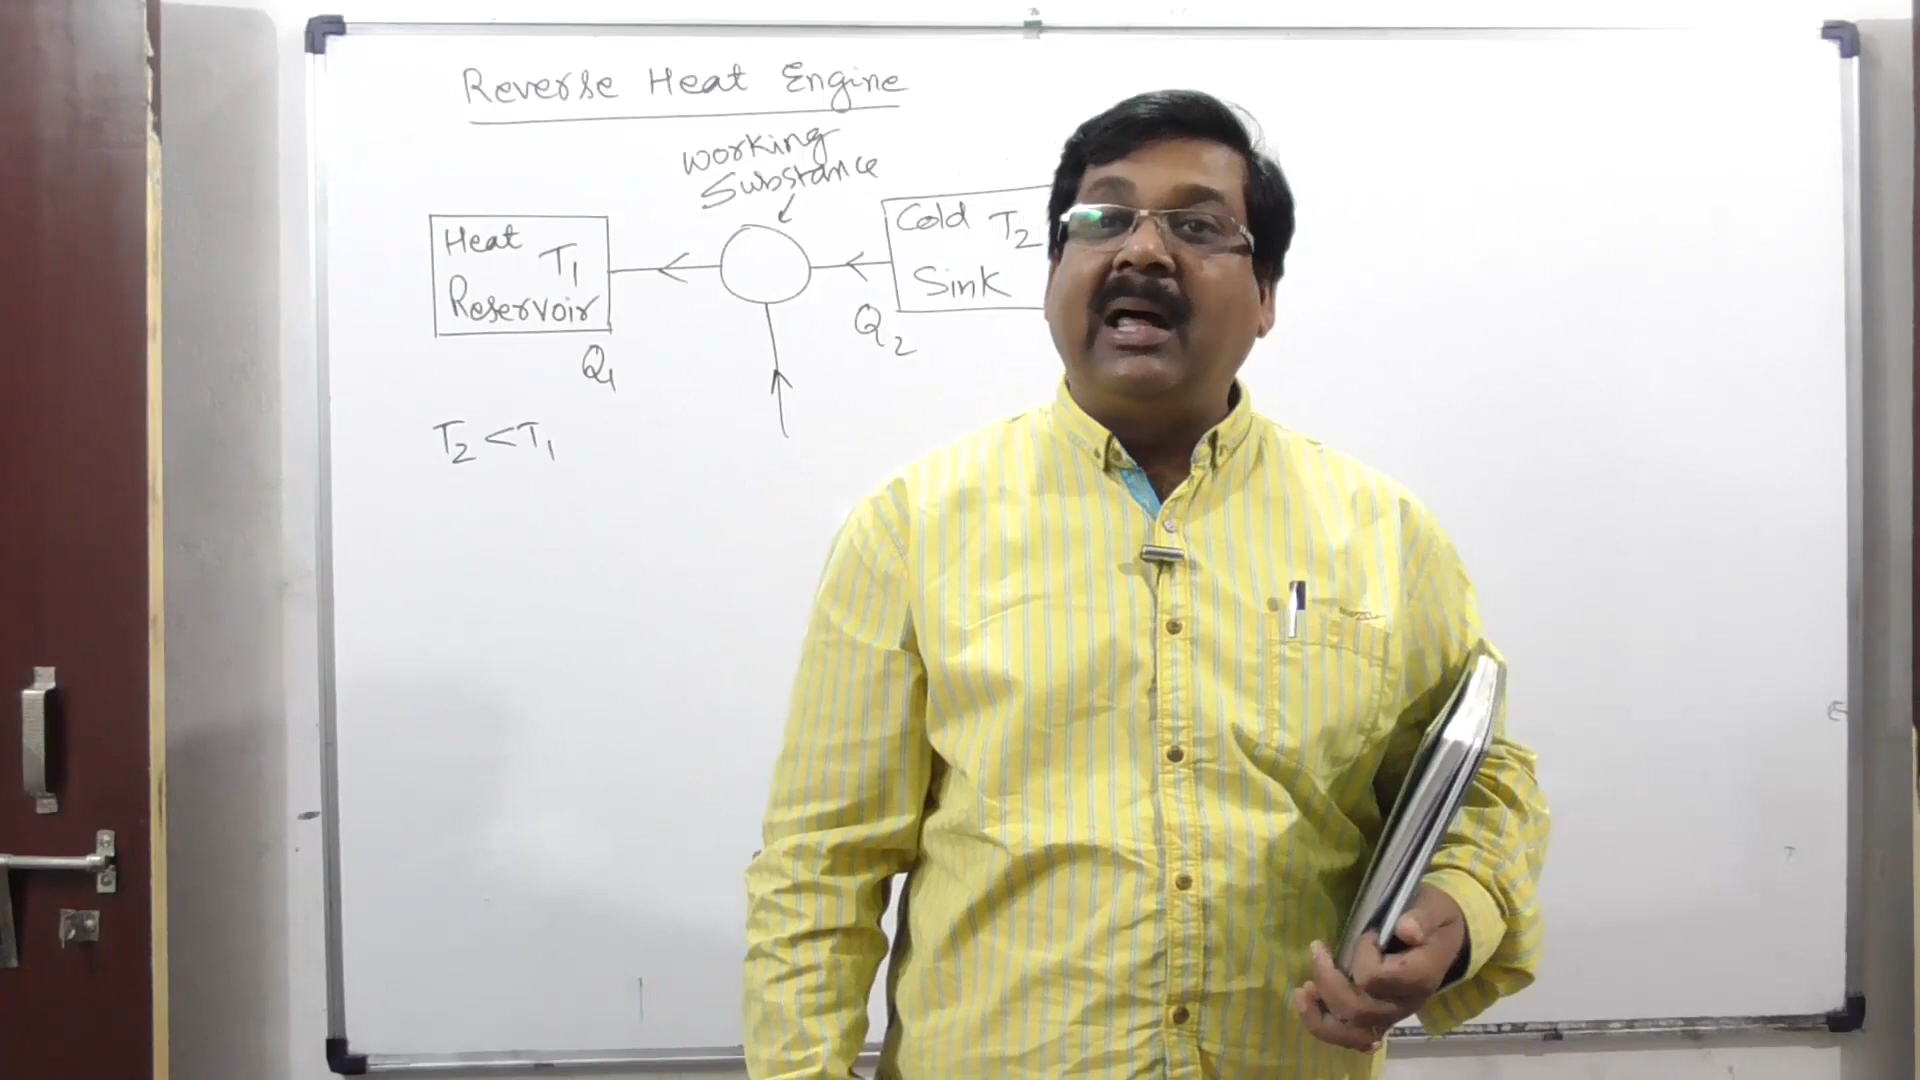 Reverse Heat Engine
Working
Substance
Heat T1
Reservoir
Cold T2
Sink
Q1
Q2
T2 < T1